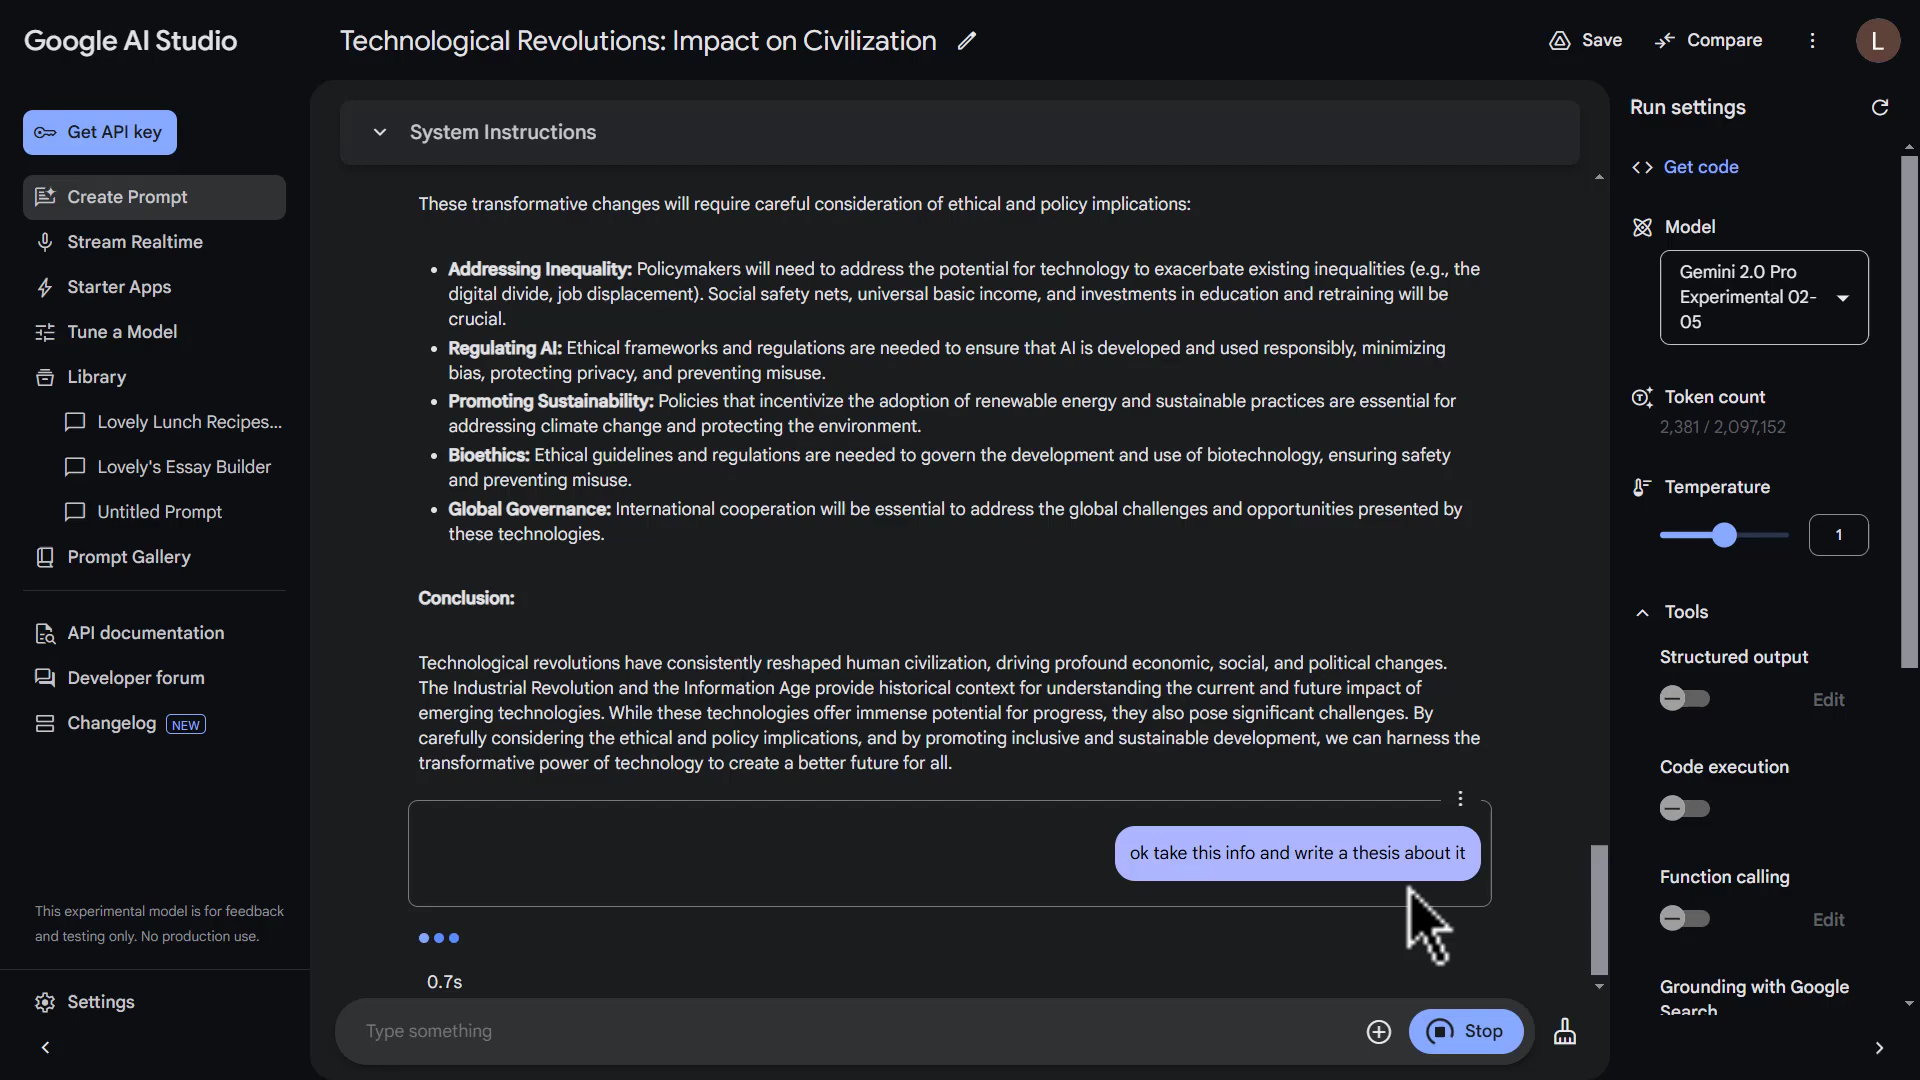 Google AI Studio
Technological Revolutions: Impact on Civilization
Save
Compare
L
Get API key
Create Prompt
Stream Realtime
Starter Apps
Tune a Model
Library
Lovely Lunch Recipes...
Lovely's Essay Builder
Untitled Prompt
Prompt Gallery
API documentation
Developer forum
Changelog NEW
This experimental model is for feedback
and testing only. No production use.
Settings
System Instructions
These transformative changes will require careful consideration of ethical and policy implications:
• Addressing Inequality: Policymakers will need to address the potential for technology to exacerbate existing inequalities (e.g., the
digital divide, job displacement). Social safety nets, universal basic income, and investments in education and retraining will be
crucial.
• Regulating AI: Ethical frameworks and regulations are needed to ensure that AI is developed and used responsibly, minimizing
bias, protecting privacy, and preventing misuse.
• Promoting Sustainability: Policies that incentivize the adoption of renewable energy and sustainable practices are essential for
addressing climate change and protecting the environment.
• Bioethics: Ethical guidelines and regulations are needed to govern the development and use of biotechnology, ensuring safety
and preventing misuse.
• Global Governance: International cooperation will be essential to address the global challenges and opportunities presented by
these technologies.
Conclusion:
Technological revolutions have consistently reshaped human civilization, driving profound economic, social, and political changes.
The Industrial Revolution and the Information Age provide historical context for understanding the current and future impact of
emerging technologies. While these technologies offer immense potential for progress, they also pose significant challenges. By
carefully considering the ethical and policy implications, and by promoting inclusive and sustainable development, we can harness the
transformative power of technology to create a better future for all.
ok take this info and write a thesis about it
0.7s
Type something
Stop
Run settings
Get code
Model
Gemini 2.0 Pro
Experimental 02-
05
Token count
2,381 / 2,097,152
Temperature
1
Tools
Structured output
Edit
Code execution
Function calling
Edit
Grounding with Google
Search